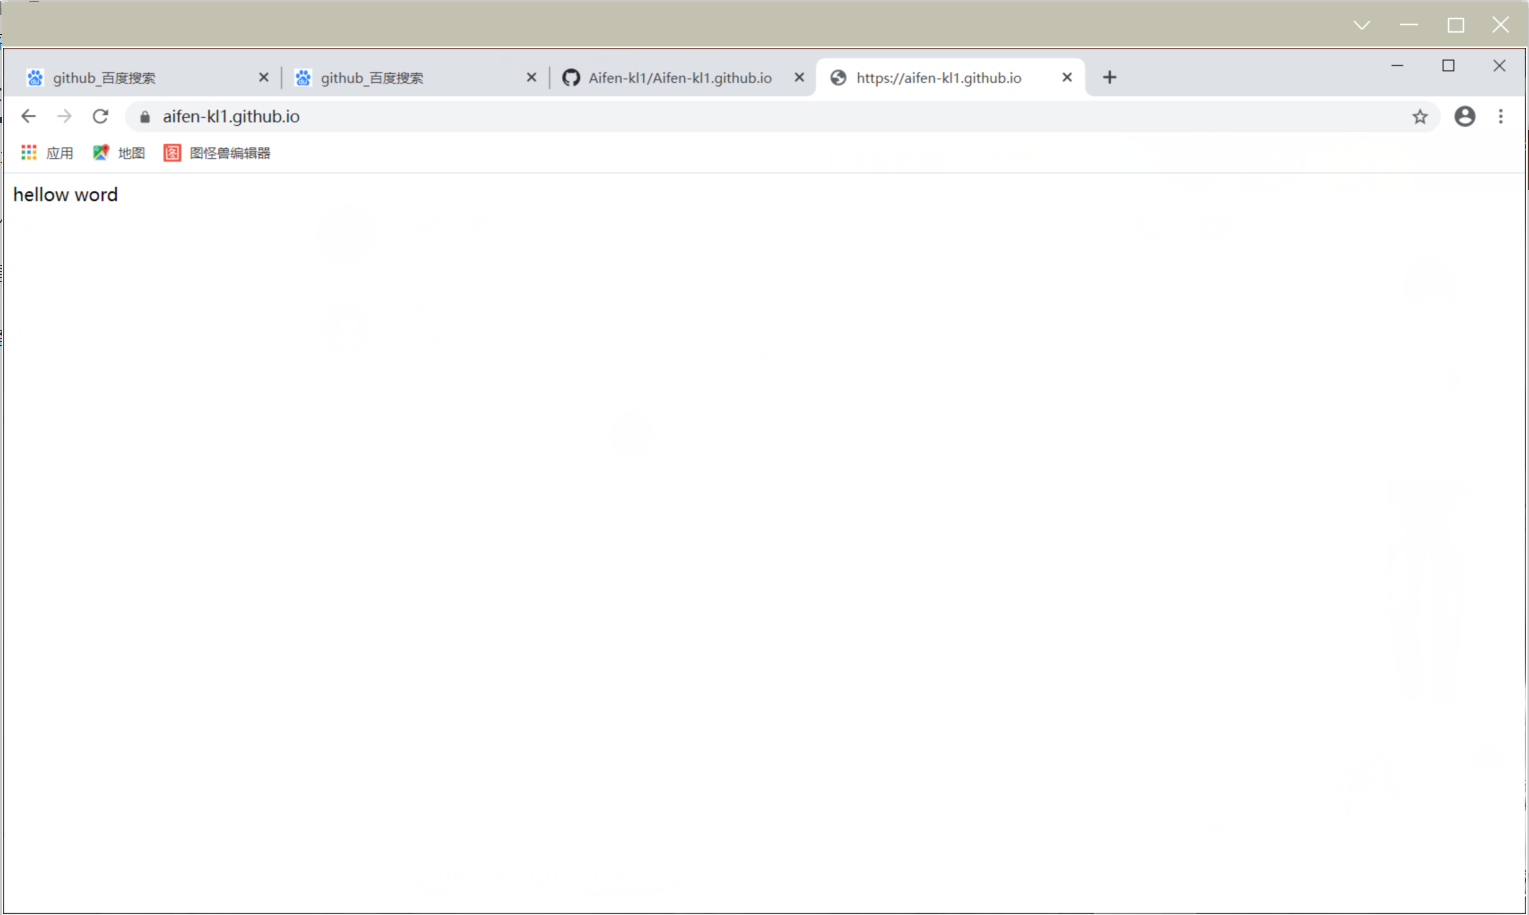 github_百度搜索
github_百度搜索
Aifen-kl1/Aifen-kl1.github.io
https://aifen-kl1.github.io
aifen-kl1.github.io
应用 地图 图 图怪兽编辑器
hellow word